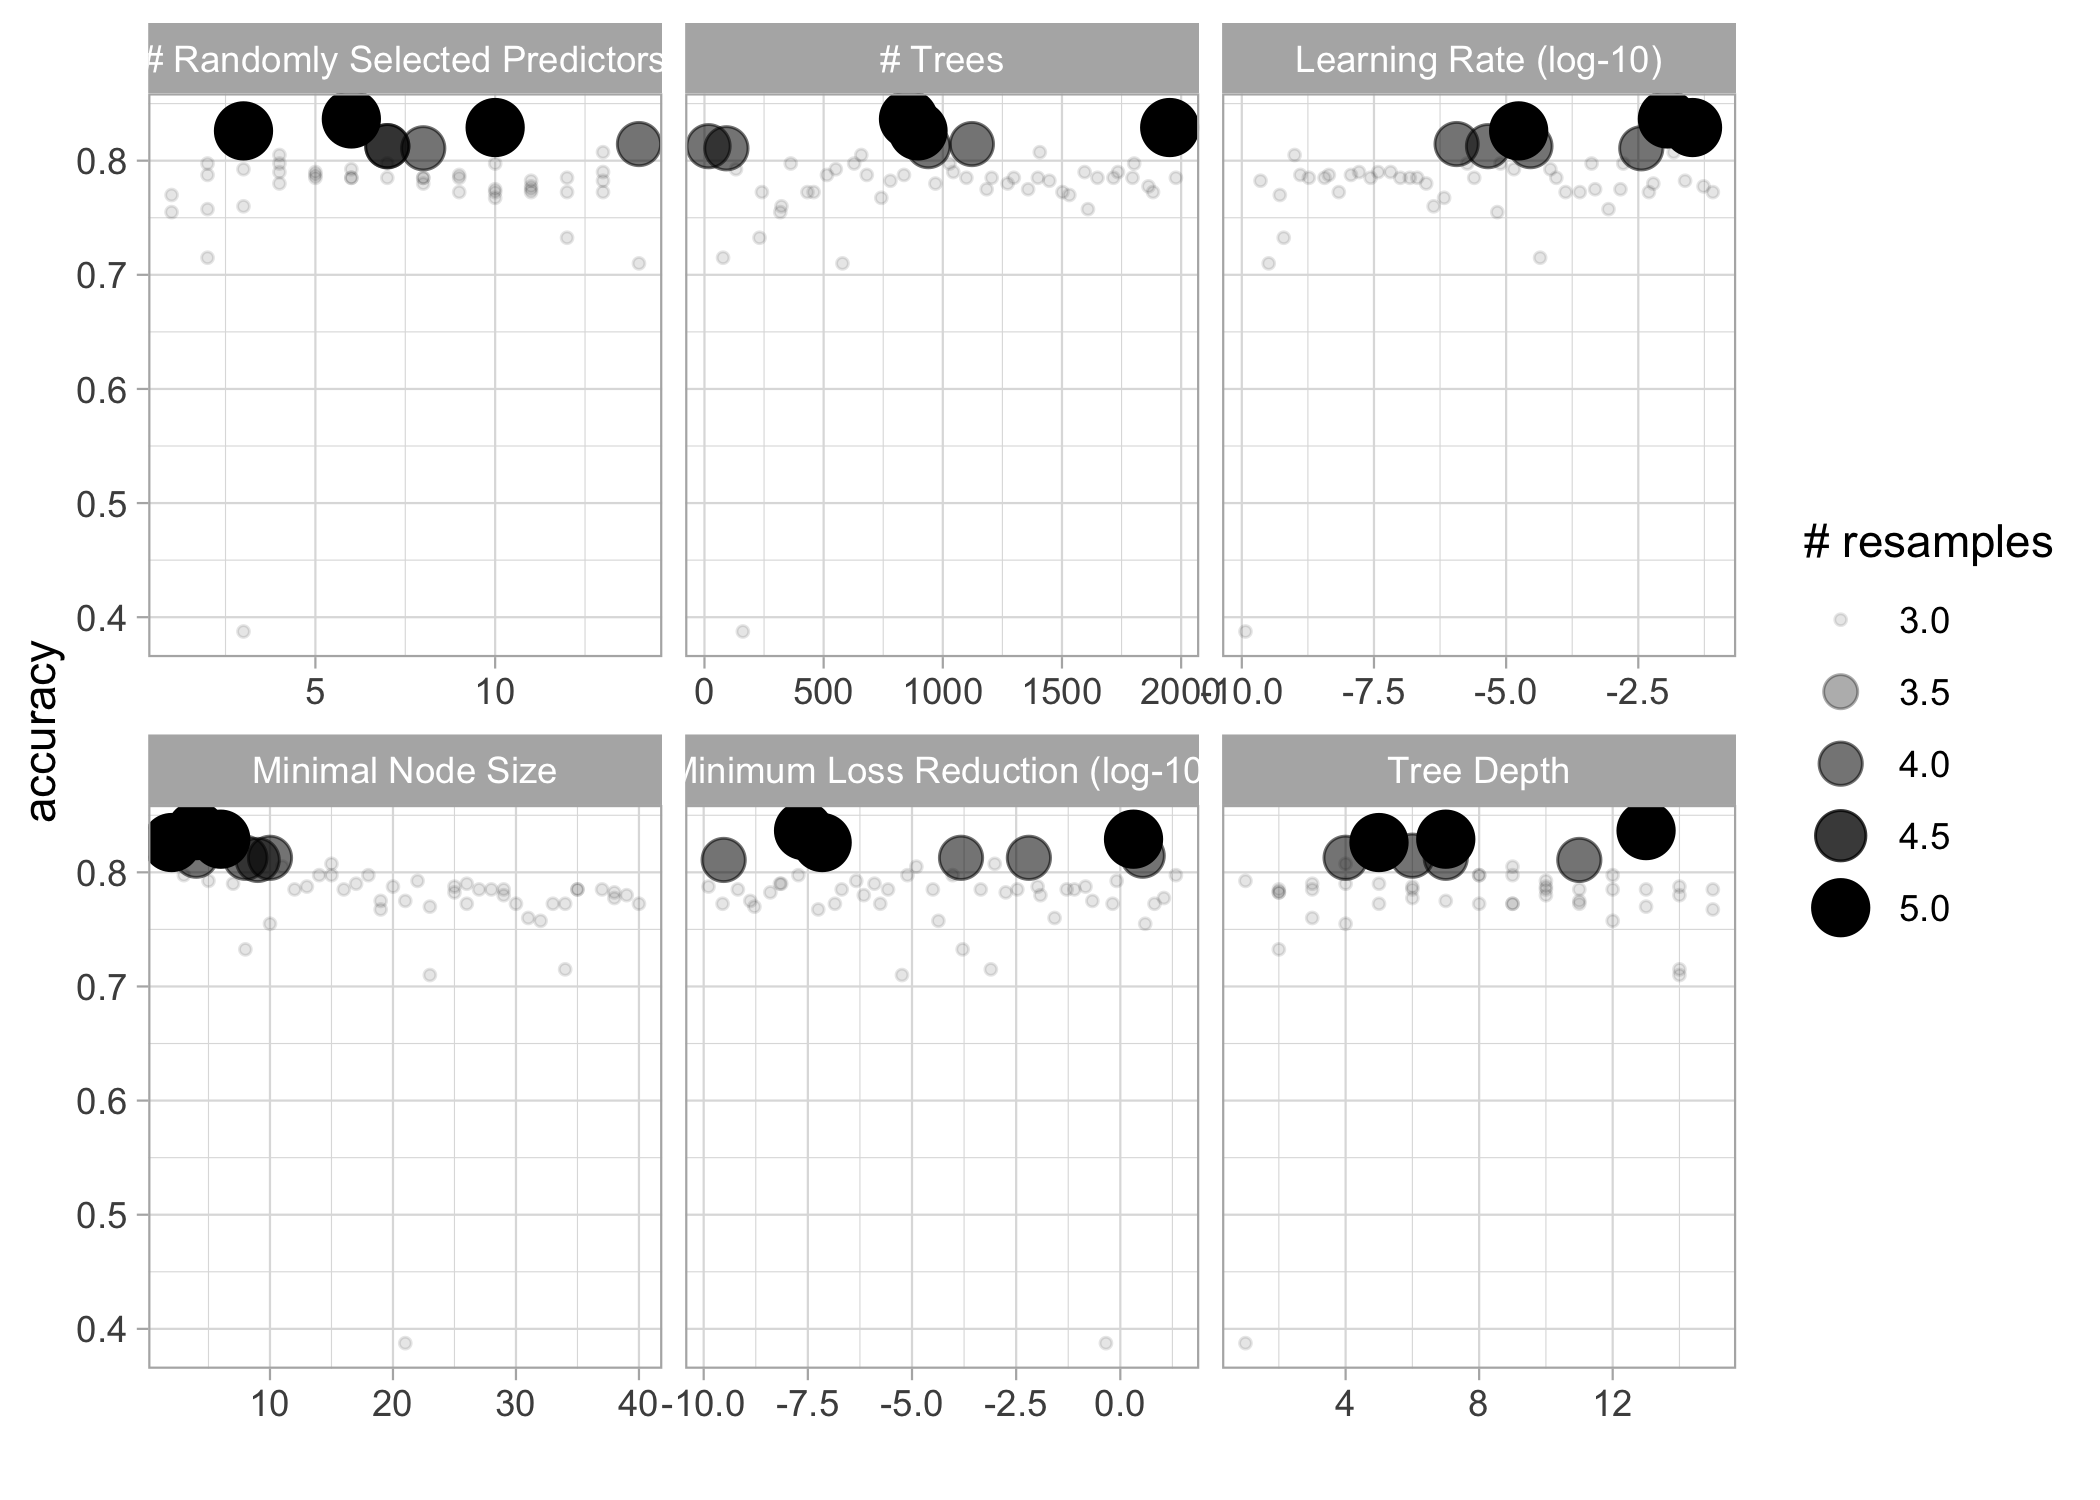 # Randomly Selected Predictors
# Trees
Learning Rate (log-10)
0.8
0.7
0.6
0.5
0.4
5 10
0 500 1000 1500 2000
-10.0 -7.5 -5.0 -2.5
accuracy
Minimal Node Size
Minimum Loss Reduction (log-10
Tree Depth
0.8
0.7
0.6
0.5
0.4
10 20 30 40
-10.0 -7.5 -5.0 -2.5 0.0
4 8 12
# resamples
3.0
3.5
4.0
4.5
5.0